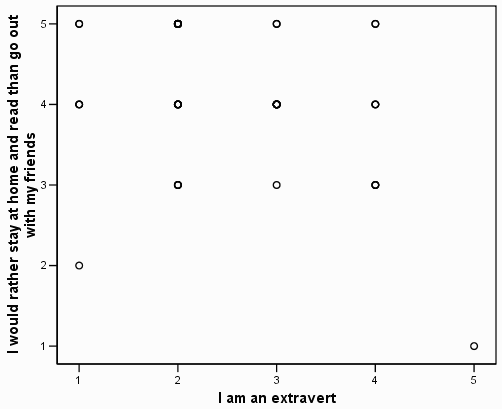 I would rather stay at home and read than go out
with my friends
5
4
3
2
1
1 2 3 4 5
I am an extravert